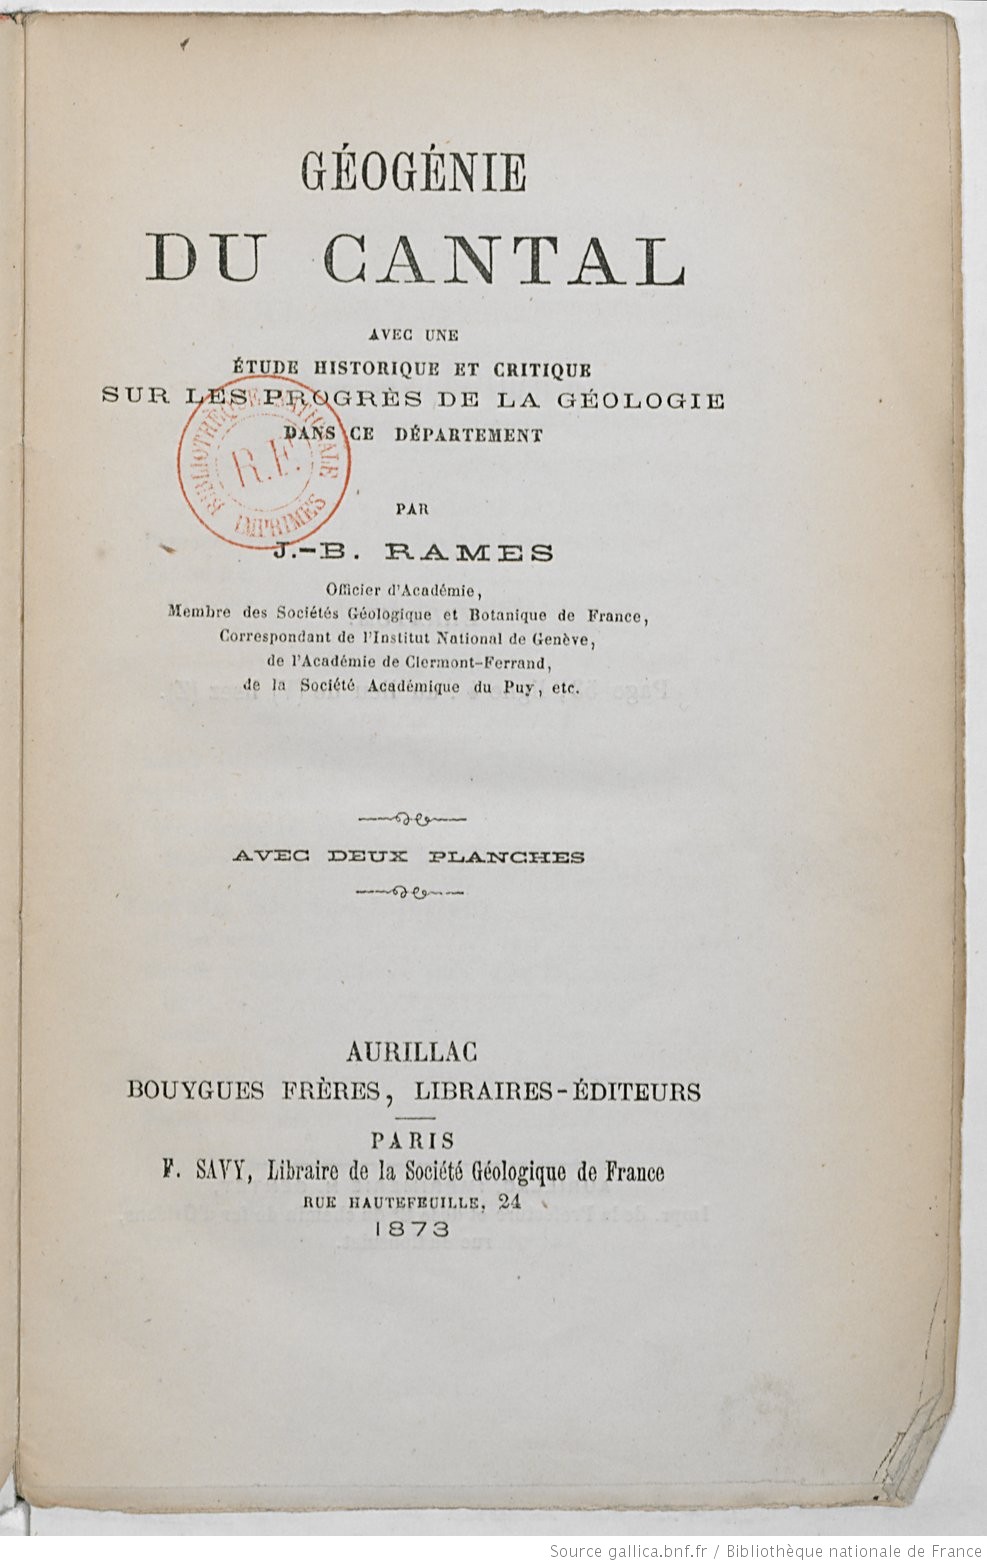 GÉOGÉNIE
DU CANTAL
AVEC UNE
ÉTUDE HISTORIQUE ET CRITIQUE
SUR LES PROGRÈS DE LA GÉOLOGIE
DANS CE DÉPARTEMENT
BIBLIOTHÈQUE NATIONALE
R.F.
IMPRIMÉS
PAR
J.-B. RAMES
Officier d'Académie,
Membre des Sociétés Géologique et Botanique de France,
Correspondant de l'Institut National de Genève,
de l'Académie de Clermont-Ferrand,
de la Société Académique du Puy, etc.
AVEC DEUX PLANCHES
AURILLAC
BOUYGUES FRÈRES, LIBRAIRES-ÉDITEURS
PARIS
F. SAVY, Libraire de la Société Géologique de France
RUE HAUTEFEUILLE, 24
1873
Source gallica.bnf.fr / Bibliothèque nationale de France